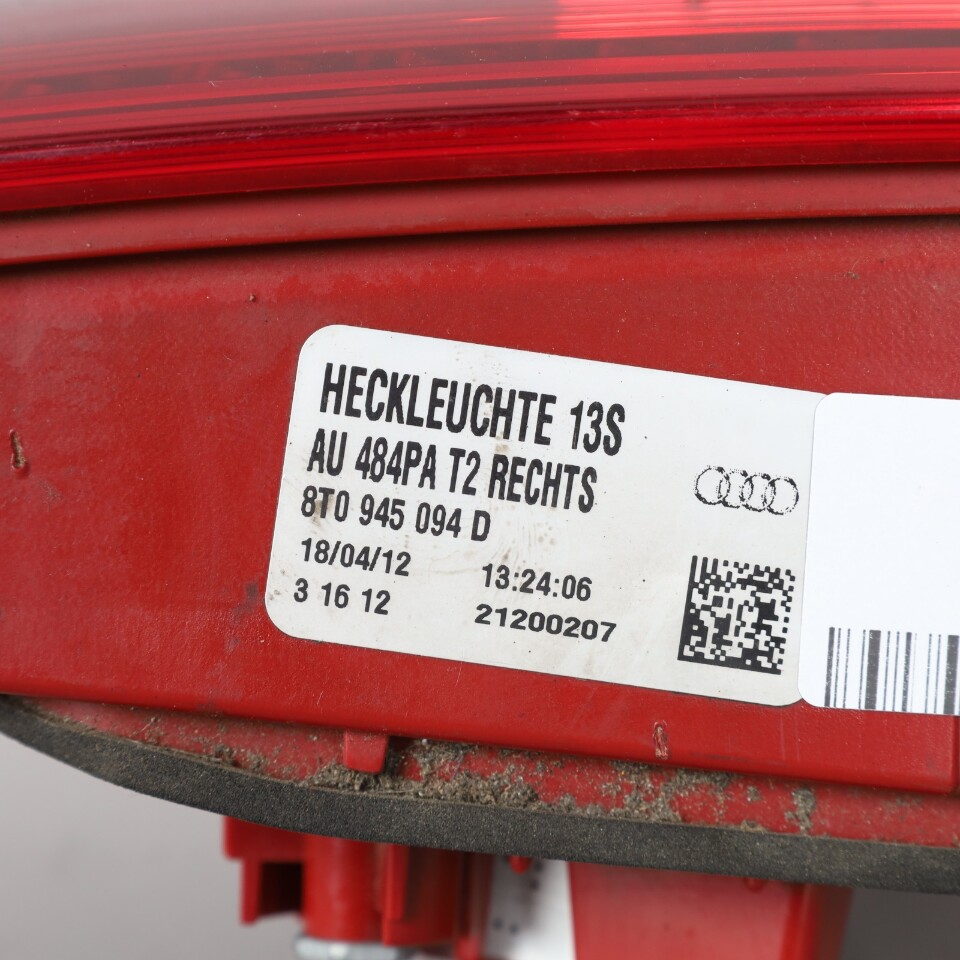 HECKLEUCHTE 13S
AU 484PA T2 RECHTS
8T0 945 094 D
18/04/12 13:24:06
3 16 12 21200207